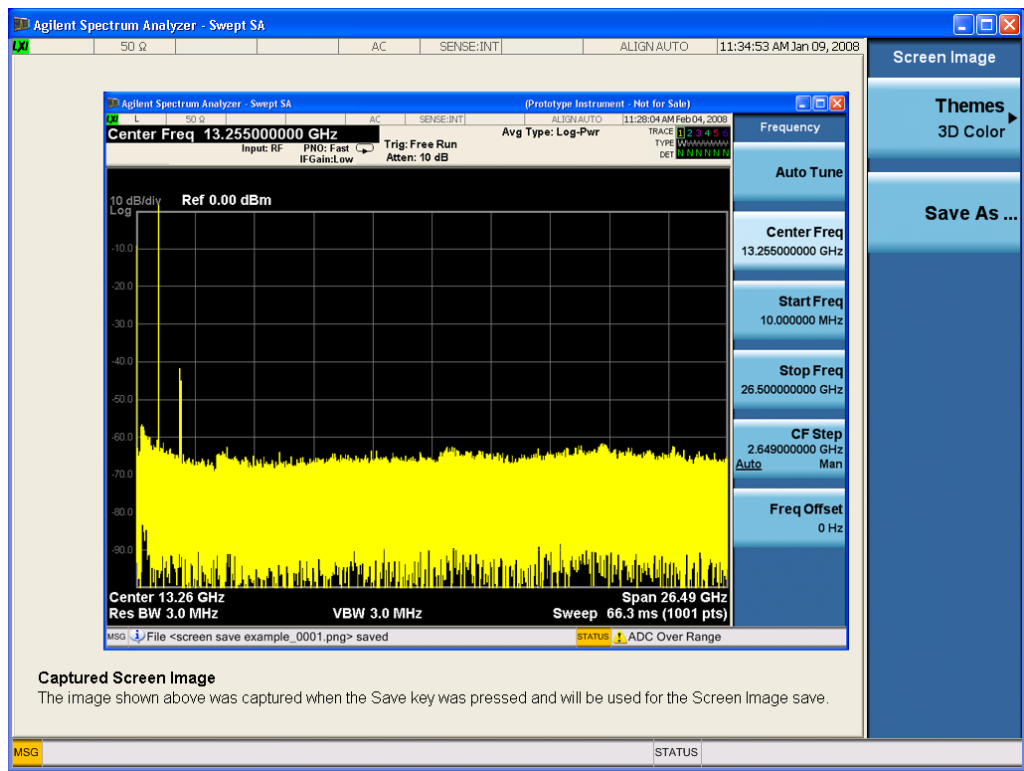 Agilent Spectrum Analyzer - Swept SA
LXI 50 Ω AC SENSE:INT ALIGN AUTO 11:34:53 AM Jan 09, 2008
Screen Image
Themes
3D Color
Save As ...
Agilent Spectrum Analyzer - Swept SA (Prototype Instrument - Not for Sale)
LXI L 50 Ω AC SENSE:INT ALIGNAUTO 11:28:04 AM Feb 04, 2008
Center Freq 13.255000000 GHz
Input: RF
PNO: Fast
IFGain:Low
Trig: Free Run
Atten: 10 dB
Avg Type: Log-Pwr
TRACE 1 2 3 4 5 6
TYPE WWWWWW
DET N N N N N N
10 dB/div Ref 0.00 dBm
Log
-10.0
-20.0
-30.0
-40.0
-50.0
-60.0
-70.0
-80.0
-90.0
Center 13.26 GHz Span 26.49 GHz
Res BW 3.0 MHz VBW 3.0 MHz Sweep 66.3 ms (1001 pts)
MSG File <screen save example_0001.png> saved STATUS ADC Over Range
Frequency
Auto Tune
Center Freq
13.255000000 GHz
Start Freq
10.000000 MHz
Stop Freq
26.500000000 GHz
CF Step
2.649000000 GHz
Auto Man
Freq Offset
0 Hz
Captured Screen Image
The image shown above was captured when the Save key was pressed and will be used for the Screen Image save.
MSG STATUS